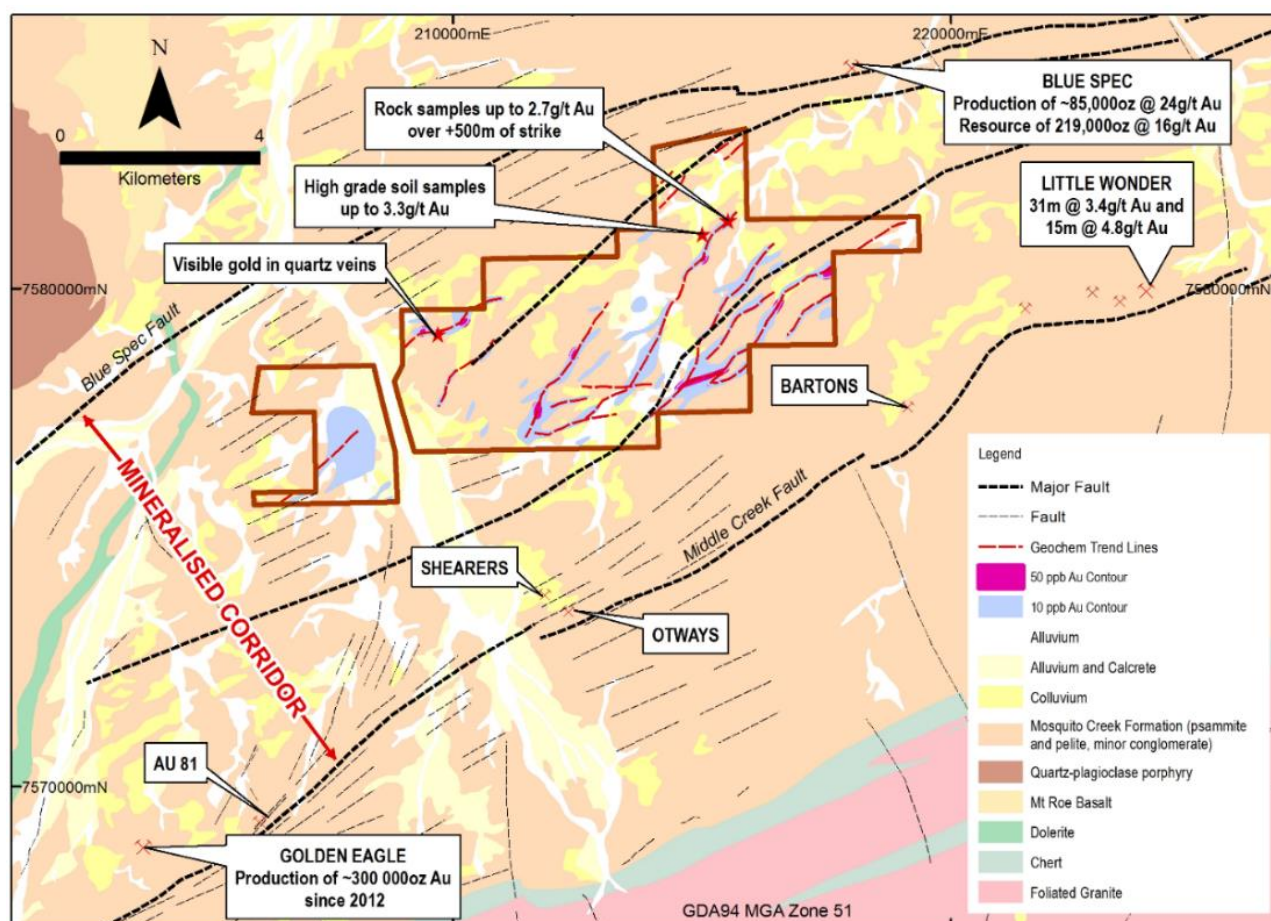 210000mE
220000mE
N
0
4
Kilometers
Rock samples up to 2.7g/t Au
over +500m of strike
BLUE SPEC
Production of ~85,000oz @ 24g/t Au
Resource of 219,000oz @ 16g/t Au
High grade soil samples
up to 3.3g/t Au
LITTLE WONDER
31m @ 3.4g/t Au and
15m @ 4.8g/t Au
Visible gold in quartz veins
7580000mN
7580000mN
Blue Spec Fault
BARTONS
MINERALISED CORRIDOR
Middle Creek Fault
SHEARERS
OTWAYS
AU 81
7570000mN
GOLDEN EAGLE
Production of ~300 000oz Au
since 2012
Legend
Major Fault
Fault
Geochem Trend Lines
50 ppb Au Contour
10 ppb Au Contour
Alluvium
Alluvium and Calcrete
Colluvium
Mosquito Creek Formation (psammite
and pelite, minor conglomerate)
Quartz-plagioclase porphyry
Mt Roe Basalt
Dolerite
Chert
Foliated Granite
GDA94 MGA Zone 51